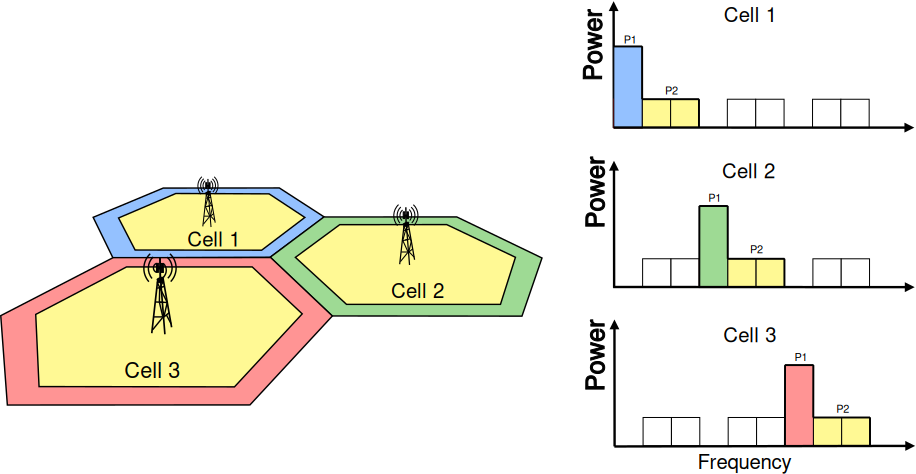 Cell 1
Cell 2
Cell 3
Cell 1
Power
P1
P2
Cell 2
Power
P1
P2
Cell 3
Power
P1
P2
Frequency